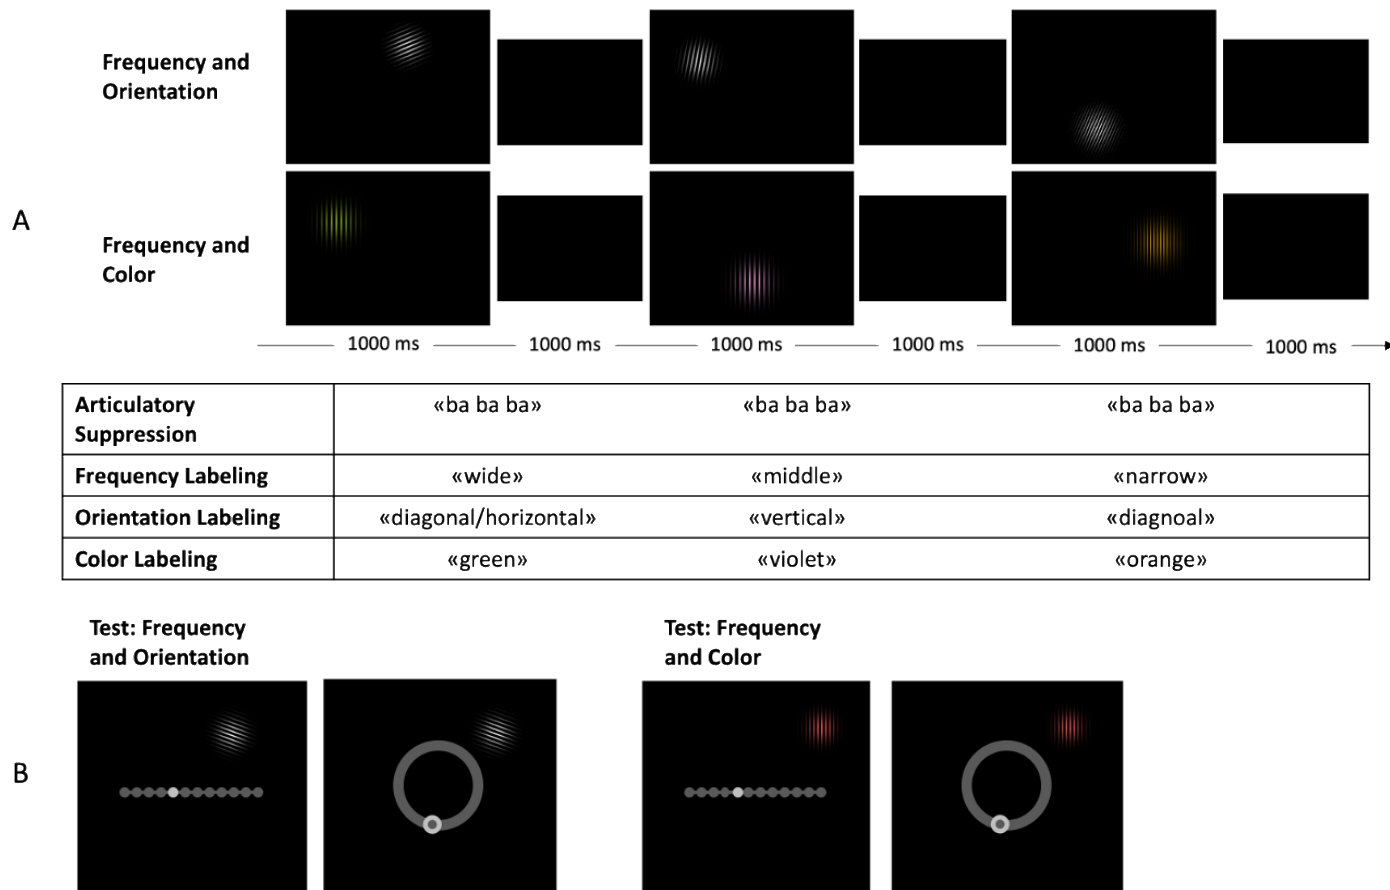 Frequency and
Orientation
A
Frequency and
Color
1000 ms 1000 ms 1000 ms 1000 ms 1000 ms 1000 ms
Articulatory
Suppression
«ba ba ba» «ba ba ba» «ba ba ba»
Frequency Labeling «wide» «middle» «narrow»
Orientation Labeling «diagonal/horizontal» «vertical» «diagnoal»
Color Labeling «green» «violet» «orange»
Test: Frequency
and Orientation
Test: Frequency
and Color
B